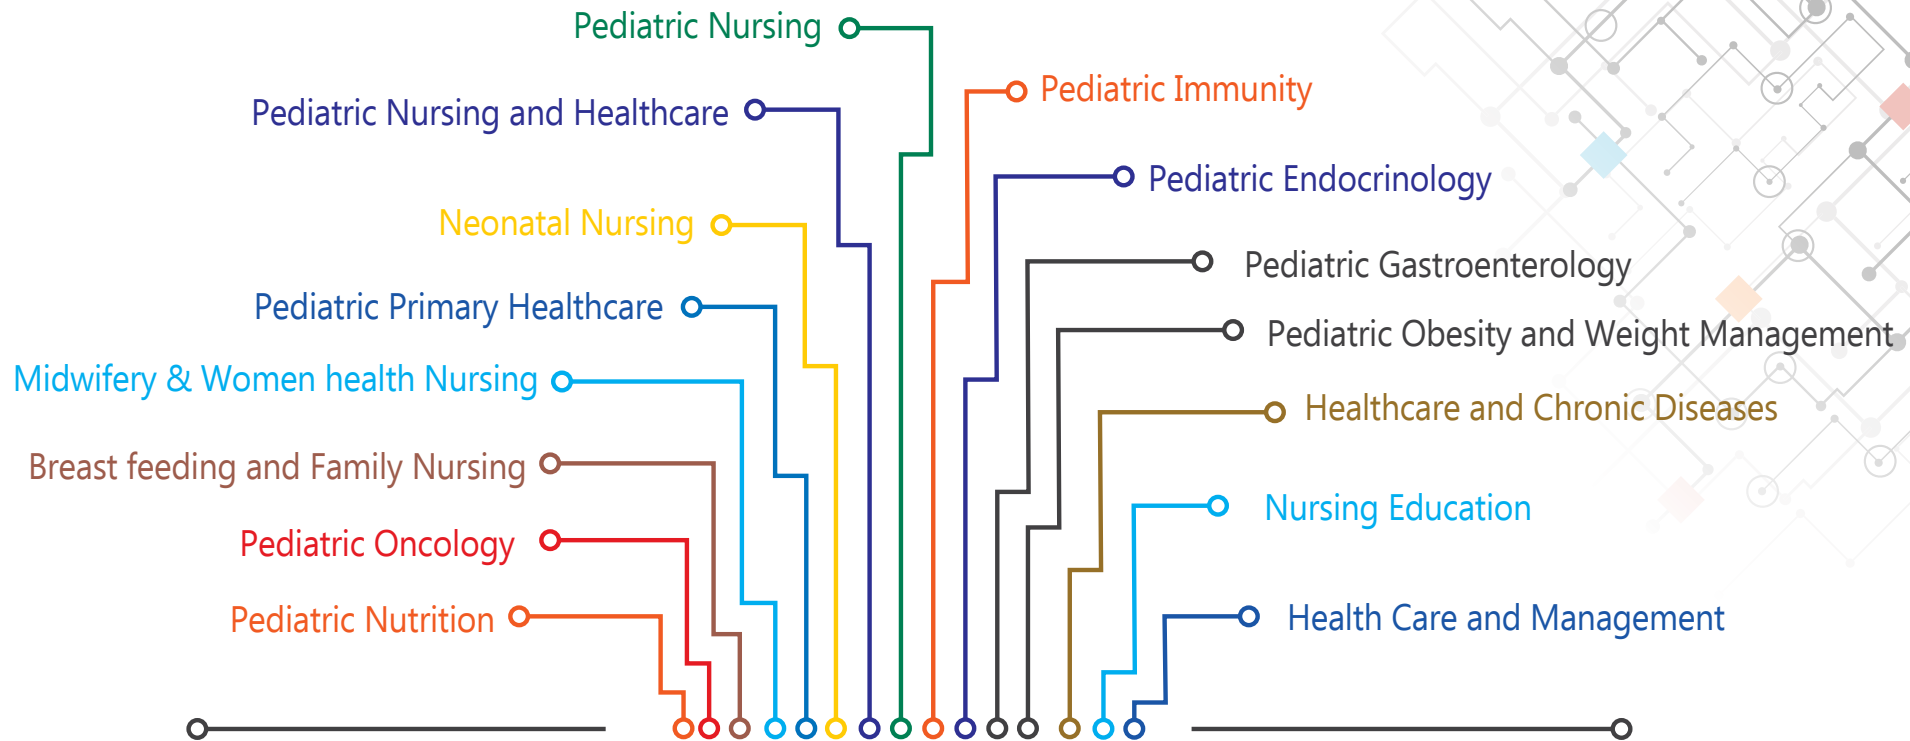 Pediatric Nursing
Pediatric Immunity
Pediatric Nursing and Healthcare
Pediatric Endocrinology
Neonatal Nursing
Pediatric Gastroenterology
Pediatric Primary Healthcare
Pediatric Obesity and Weight Management
Midwifery & Women health Nursing
Healthcare and Chronic Diseases
Breast feeding and Family Nursing
Nursing Education
Pediatric Oncology
Pediatric Nutrition
Health Care and Management